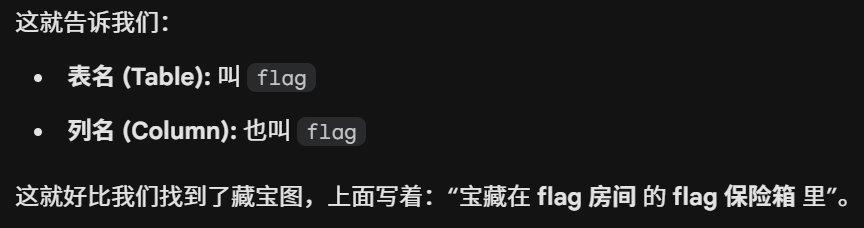 这就告诉我们：
• 表名 (Table): 叫 flag
• 列名 (Column): 也叫 flag
这就好比我们找到了藏宝图，上面写着：“宝藏在 flag 房间 的 flag 保险箱 里”。